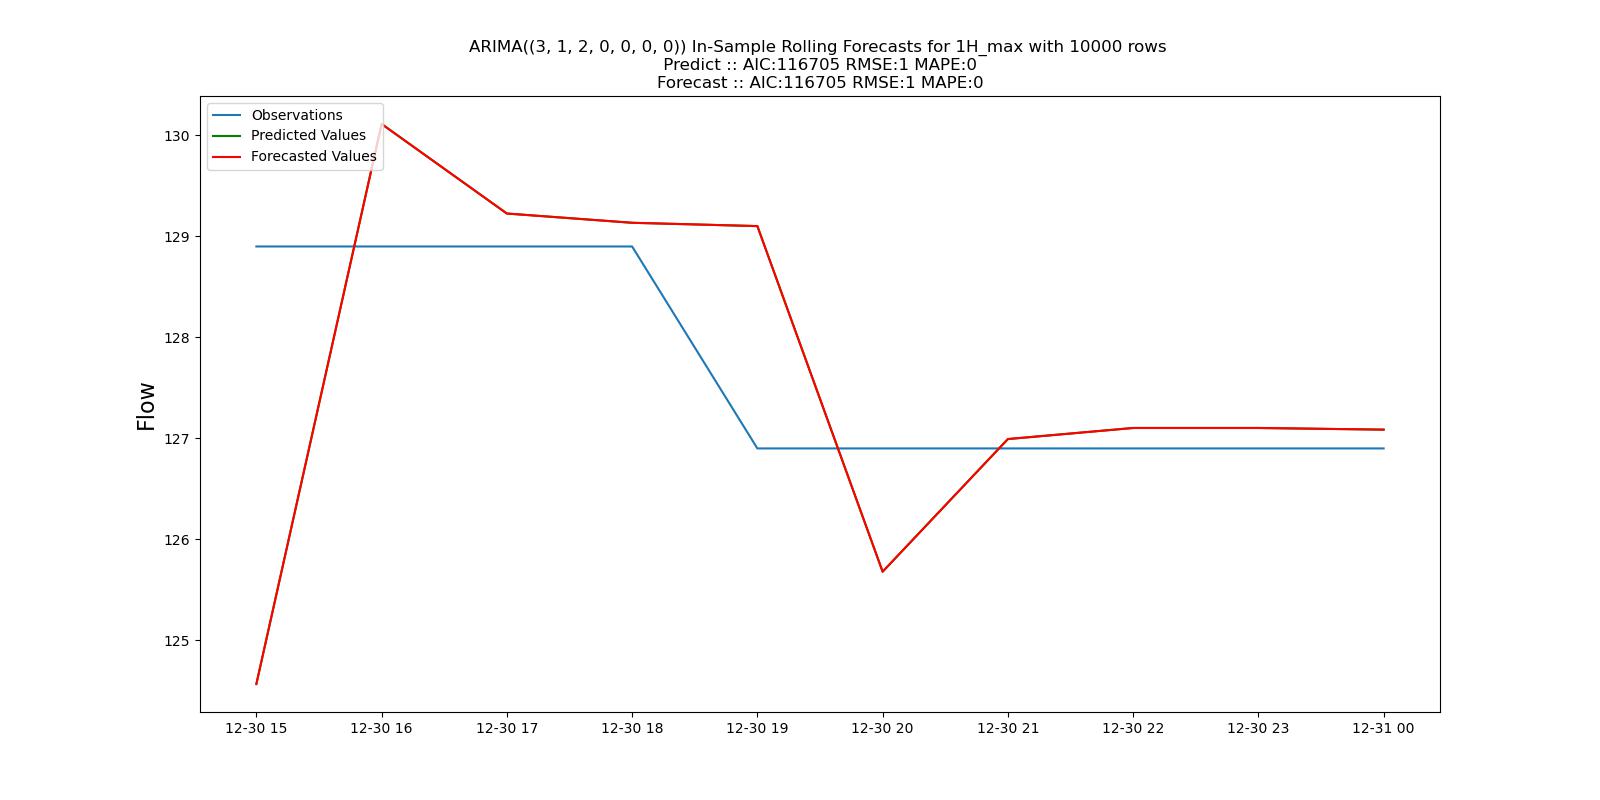 ARIMA((3, 1, 2, 0, 0, 0, 0)) In-Sample Rolling Forecasts for 1H_max with 10000 rows
Predict :: AIC:116705 RMSE:1 MAPE:0
Forecast :: AIC:116705 RMSE:1 MAPE:0
Observations
Predicted Values
Forecasted Values
130
129
128
127
126
125
Flow
12-30 15 12-30 16 12-30 17 12-30 18 12-30 19 12-30 20 12-30 21 12-30 22 12-30 23 12-31 00